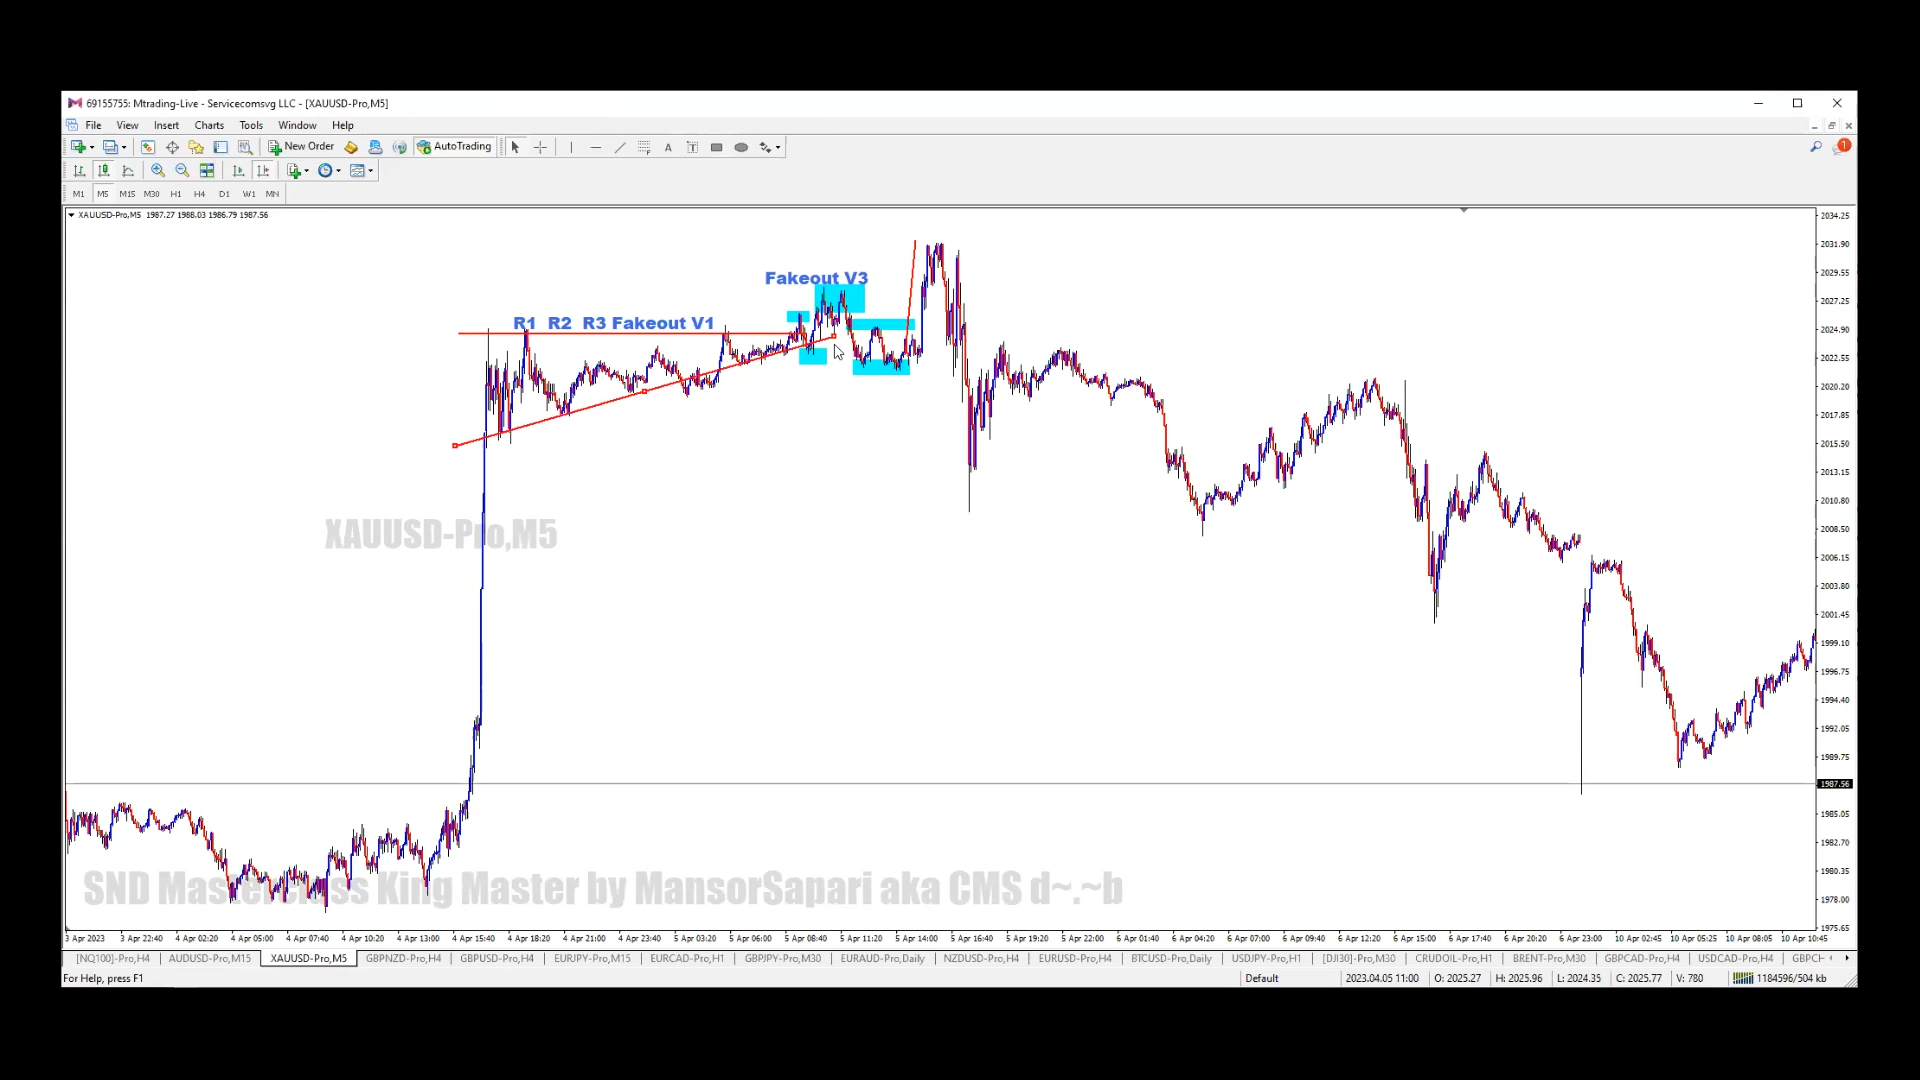 69155755: Mtrading-Live - Servicecomsvg LLC - [XAUUSD-Pro,M5]
File View Insert Charts Tools Window Help
New Order AutoTrading A T 1
M1 M5 M15 M30 H1 H4 D1 W1 MN
XAUUSD-Pro,M5 1987.27 1988.03 1986.79 1987.56
2034.25
2031.90
2029.55
2027.25
2024.90
2022.55
2020.20
2017.85
2015.50
2013.15
2010.80
2008.50
2006.15
2003.80
2001.45
1999.10
1996.75
1994.40
1992.05
1989.75
1987.56
1985.05
1982.70
1980.35
1978.00
1975.65
Fakeout V3
R1 R2 R3 Fakeout V1
XAUUSD-Pro,M5
SND Masterclass King Master by MansorSapari aka CMS d~.~b
3 Apr 2023 3 Apr 22:40 4 Apr 02:20 4 Apr 05:00 4 Apr 07:40 4 Apr 10:20 4 Apr 13:00 4 Apr 15:40 4 Apr 18:20 4 Apr 21:00 4 Apr 23:40 5 Apr 03:20 5 Apr 06:00 5 Apr 08:40 5 Apr 11:20 5 Apr 14:00 5 Apr 16:40 5 Apr 19:20 5 Apr 22:00 6 Apr 01:40 6 Apr 04:20 6 Apr 07:00 6 Apr 09:40 6 Apr 12:20 6 Apr 15:00 6 Apr 17:40 6 Apr 20:20 6 Apr 23:00 10 Apr 02:45 10 Apr 05:25 10 Apr 08:05 10 Apr 10:45
[NQ100]-Pro,H4 AUDUSD-Pro,M15 XAUUSD-Pro,M5 GBPNZD-Pro,H4 GBPUSD-Pro,H4 EURJPY-Pro,M15 EURCAD-Pro,H1 GBPJPY-Pro,M30 EURAUD-Pro,Daily NZDUSD-Pro,H4 EURUSD-Pro,H4 BTCUSD-Pro,Daily USDJPY-Pro,H1 [DJI30]-Pro,M30 CRUDOIL-Pro,H1 BRENT-Pro,M30 GBPCAD-Pro,H4 USDCAD-Pro,H4 GBPCH
For Help, press F1 Default 2023.04.05 11:00 O: 2025.27 H: 2025.96 L: 2024.35 C: 2025.77 V: 780 1184596/504 kb